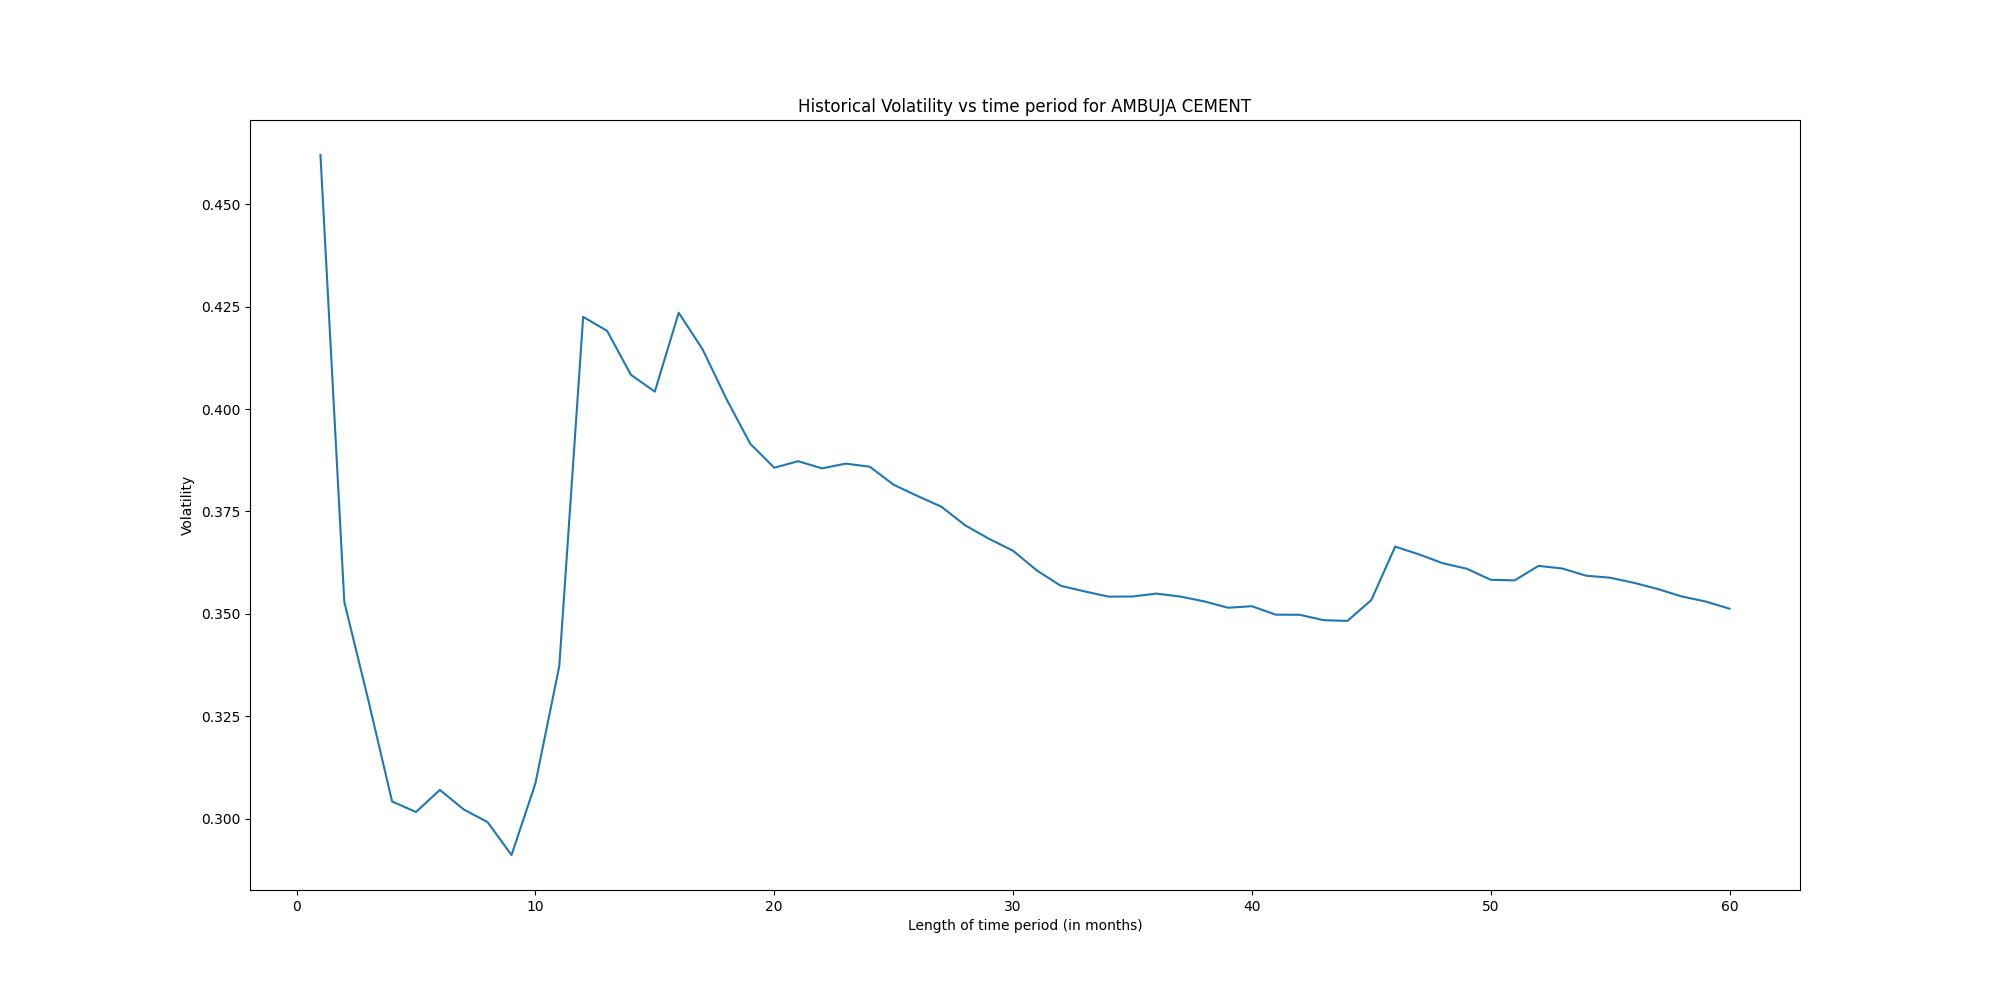 Historical Volatility vs time period for AMBUJA CEMENT
Volatility
0.450
0.425
0.400
0.375
0.350
0.325
0.300
0 10 20 30 40 50 60
Length of time period (in months)